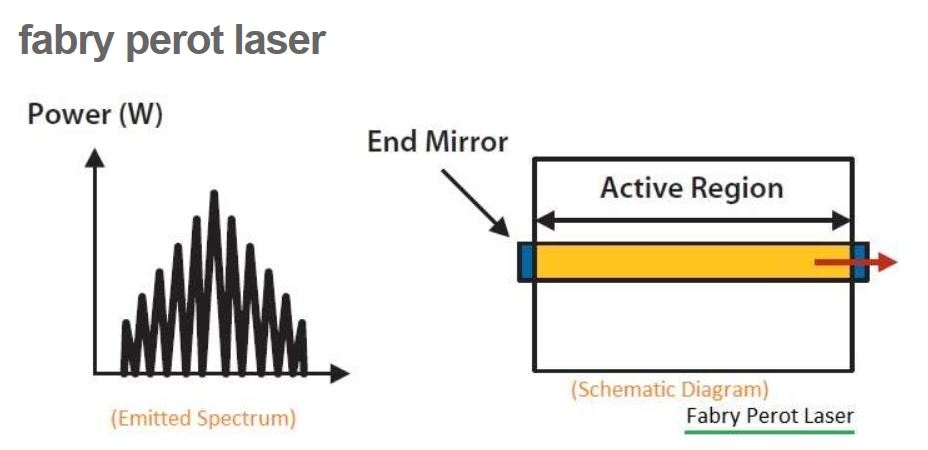 fabry perot laser
Power (W)
End Mirror
Active Region
(Emitted Spectrum)
(Schematic Diagram)
Fabry Perot Laser